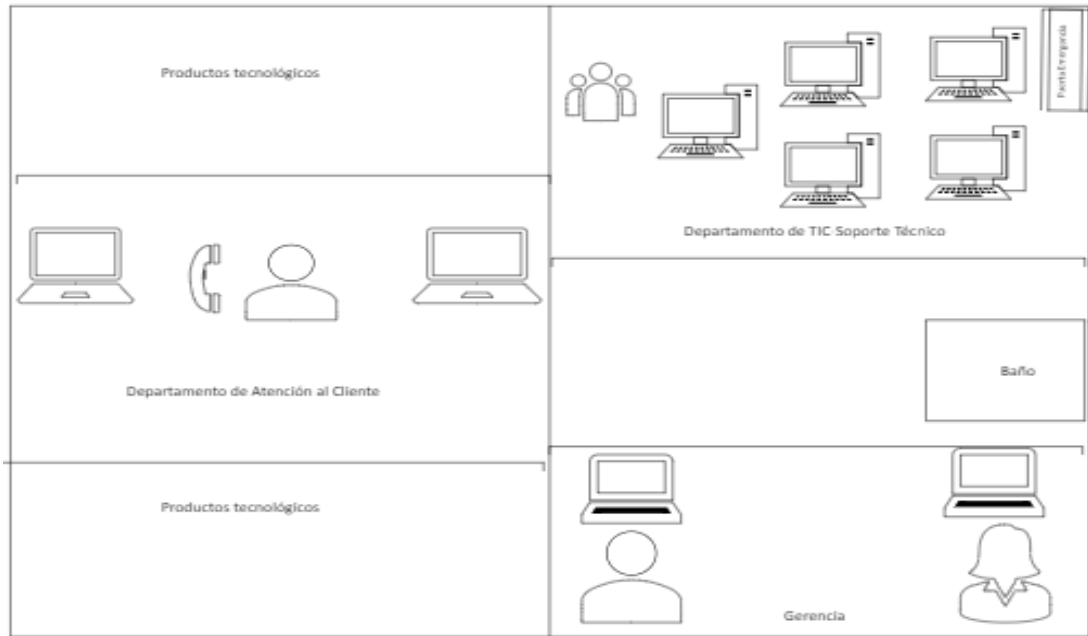 Productos tecnológicos
Puerta Emergencia
Departamento de TIC-Soporte Técnico
Departamento de Atención al Cliente
Baño
Productos tecnológicos
Gerencia